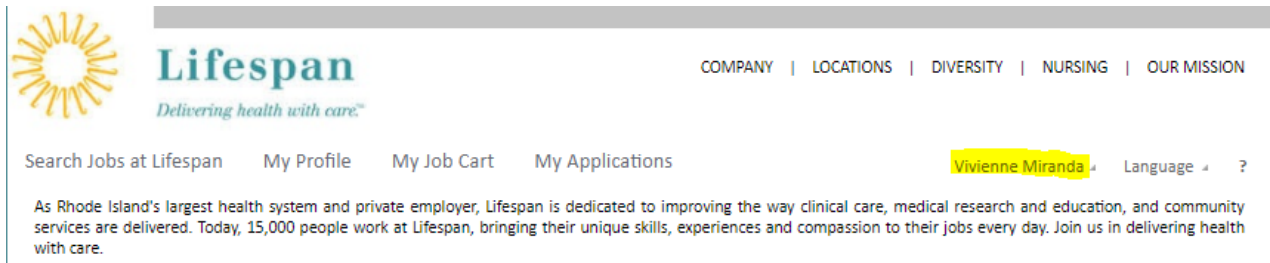 Lifespan
Delivering health with care.™
COMPANY | LOCATIONS | DIVERSITY | NURSING | OUR MISSION
Search Jobs at Lifespan My Profile My Job Cart My Applications Vivienne Miranda Language ?
As Rhode Island's largest health system and private employer, Lifespan is dedicated to improving the way clinical care, medical research and education, and community
services are delivered. Today, 15,000 people work at Lifespan, bringing their unique skills, experiences and compassion to their jobs every day. Join us in delivering health
with care.